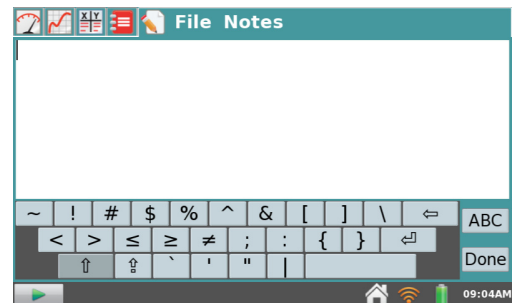 X Y
File Notes
~ ! # $ % ^ & [ ] \ ⇦
< > ≤ ≥ ≠ ; : { } ⏎
⇧ ⇪ ` ' " |
ABC
Done
09:04AM